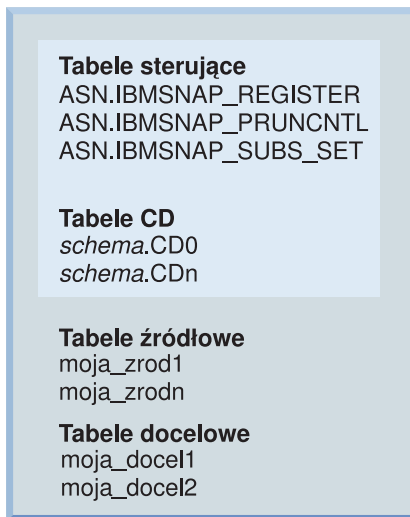 Tabele sterujące
ASN.IBMSNAP_REGISTER
ASN.IBMSNAP_PRUNCNTL
ASN.IBMSNAP_SUBS_SET
Tabele CD
schema.CD0
schema.CDn
Tabele źródłowe
moja_zrod1
moja_zrodn
Tabele docelowe
moja_docel1
moja_docel2